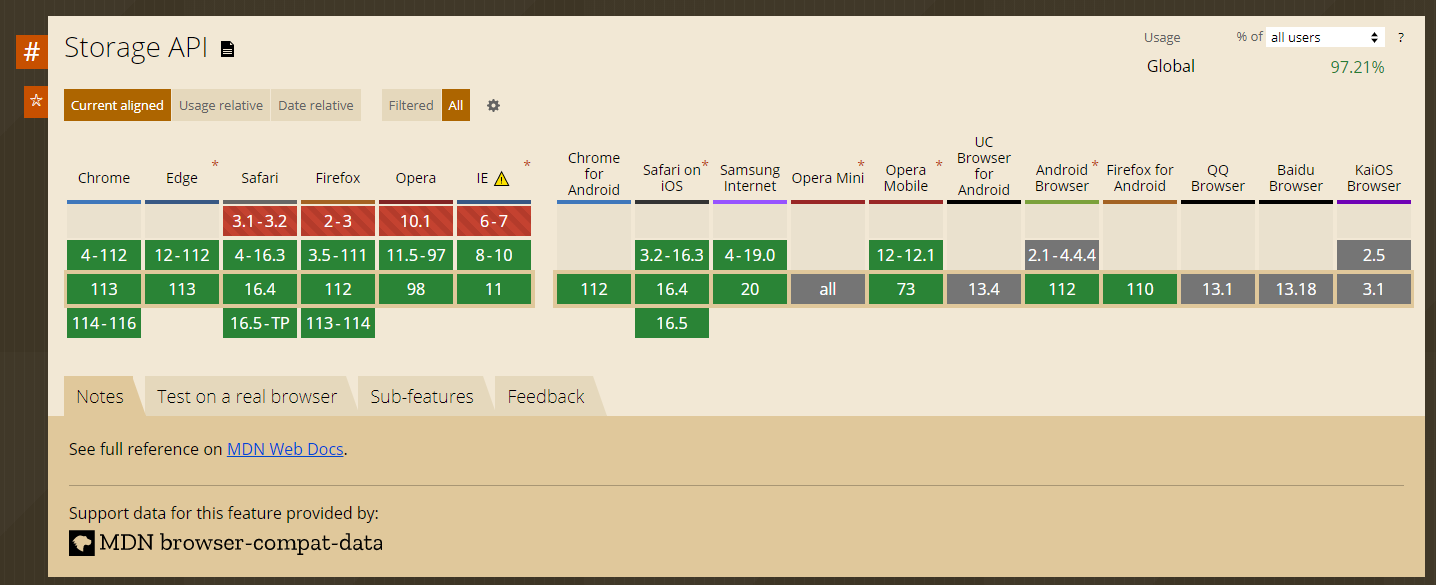 #
Storage API
Usage % of all users ?
Global 97.21%
☆
Current aligned Usage relative Date relative Filtered All
Chrome Edge * Safari Firefox Opera IE * Chrome for Android Safari on iOS * Samsung Internet Opera Mini * Opera Mobile * UC Browser for Android Android Browser * Firefox for Android QQ Browser Baidu Browser KaiOS Browser
3.1-3.2 2-3 10.1 6-7
4-112 12-112 4-16.3 3.5-111 11.5-97 8-10 3.2-16.3 4-19.0 12-12.1 2.1-4.4.4 2.5
113 113 16.4 112 98 11 112 16.4 20 all 73 13.4 112 110 13.1 13.18 3.1
114-116 16.5-TP 113-114 16.5
Notes Test on a real browser Sub-features Feedback
See full reference on MDN Web Docs.
Support data for this feature provided by:
MDN browser-compat-data